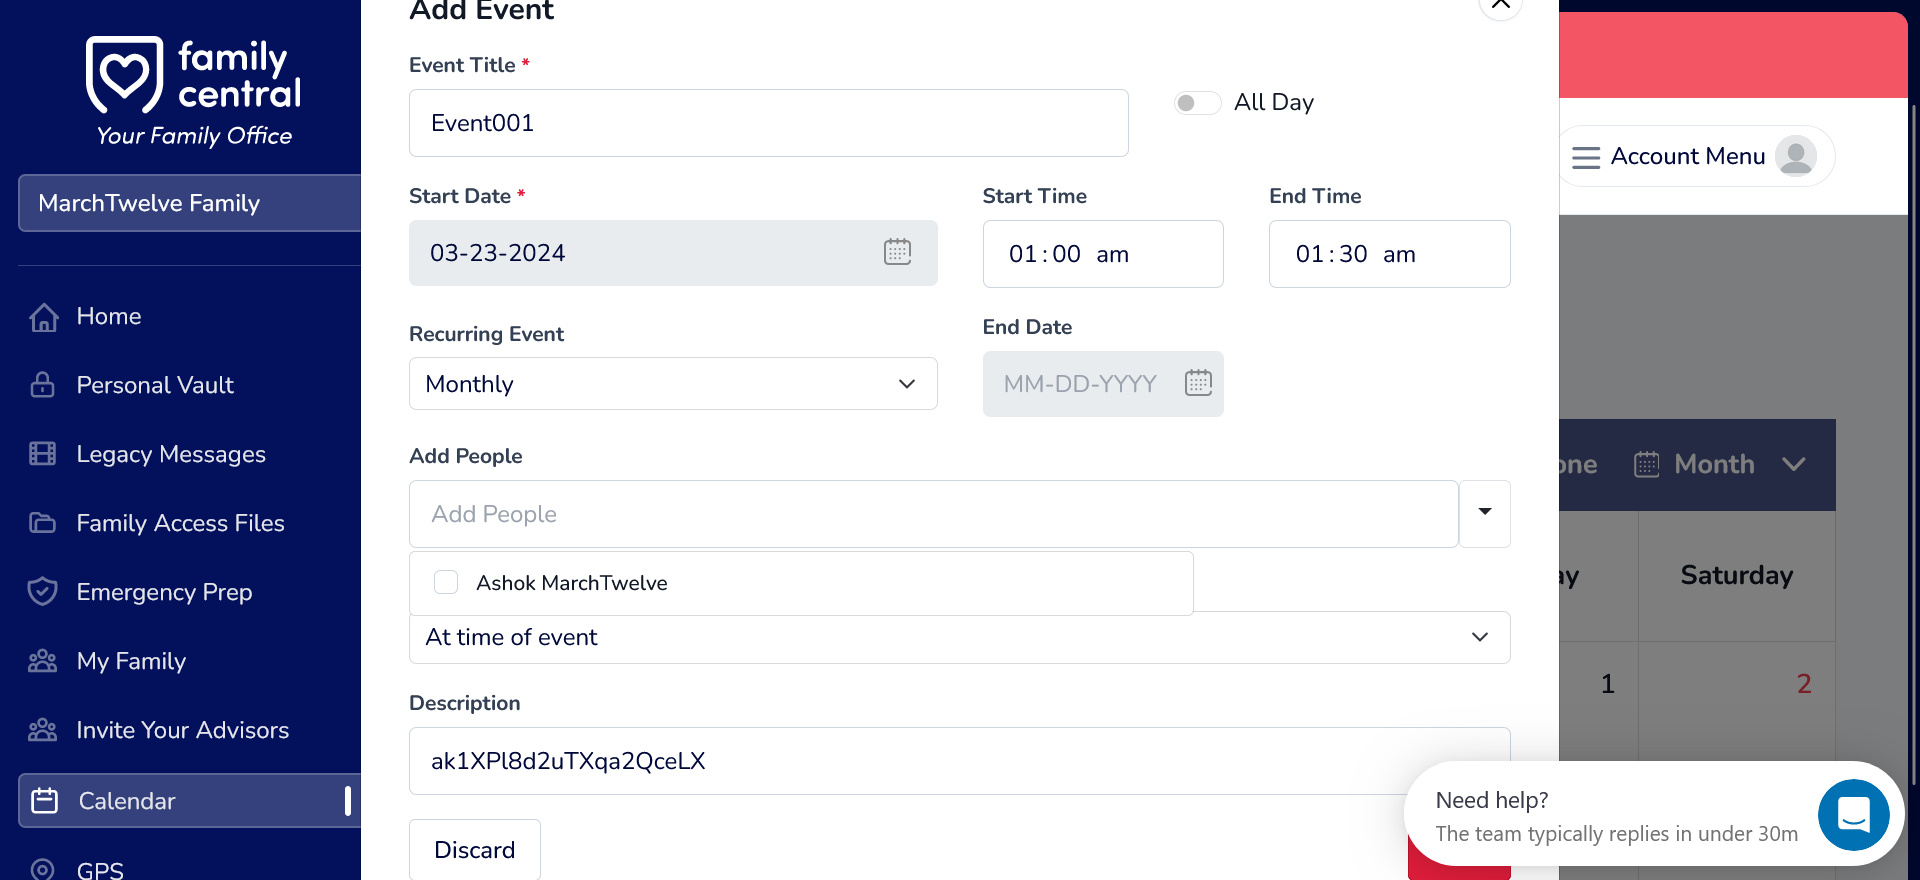 family
central
Your Family Office
MarchTwelve Family
Home
Personal Vault
Legacy Messages
Family Access Files
Emergency Prep
My Family
Invite Your Advisors
Calendar
GPS
Add Event
Event Title *
Event001
All Day
Start Date *
03-23-2024
Start Time
01:00 am
End Time
01:30 am
Recurring Event
Monthly
End Date
MM-DD-YYYY
Add People
Add People
Ashok MarchTwelve
At time of event
Description
ak1XPl8d2uTXqa2QceLX
Discard
Account Menu
Month
Saturday
1
2
Need help?
The team typically replies in under 30m